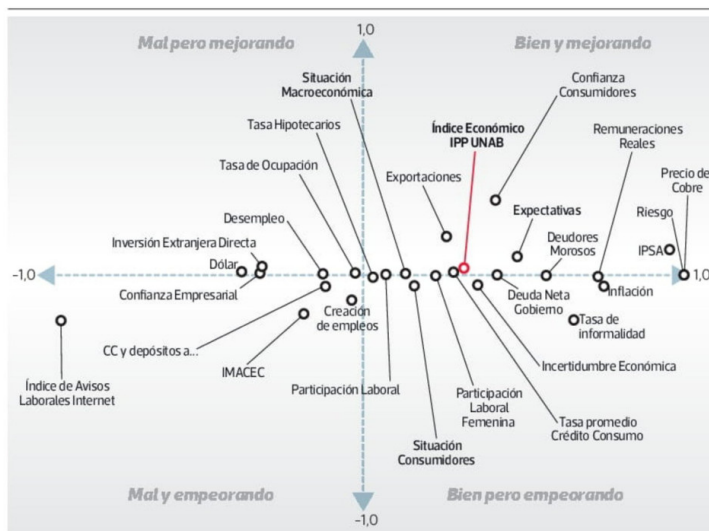 Mal pero mejorando
1,0
Bien y mejorando
Situación
Macroeconómica
Confianza
Consumidores
Tasa Hipotecarios
Índice Económico
IPP UNAB
Remuneraciones
Reales
Tasa de Ocupación
Exportaciones
Precio del
Cobre
Desempleo
Expectativas
Riesgo
Inversión Extranjera Directa
Deudores
Morosos
IPSA
Dólar
-1,0
1,0
Confianza Empresarial
Creación
de empleos
Deuda Neta
Gobierno
Inflación
Tasa de
informalidad
CC y depósitos a...
IMACEC
Incertidumbre Económica
Índice de Avisos
Laborales Internet
Participación Laboral
Participación
Laboral
Femenina
Tasa promedio
Crédito Consumo
Situación
Consumidores
Mal y empeorando
Bien pero empeorando
-1,0